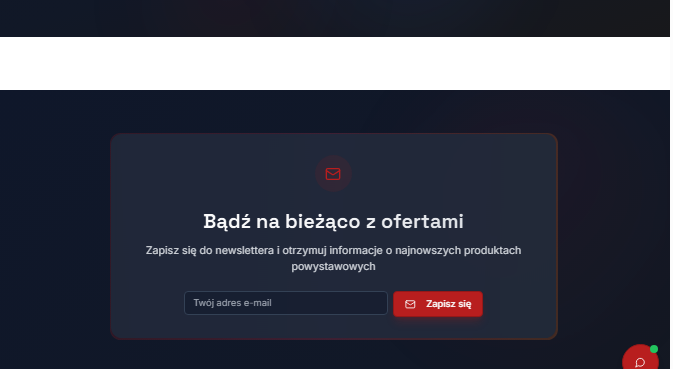 Bądź na bieżąco z ofertami
Zapisz się do newslettera i otrzymuj informacje o najnowszych produktach
powystawowych
Twój adres e-mail
Zapisz się